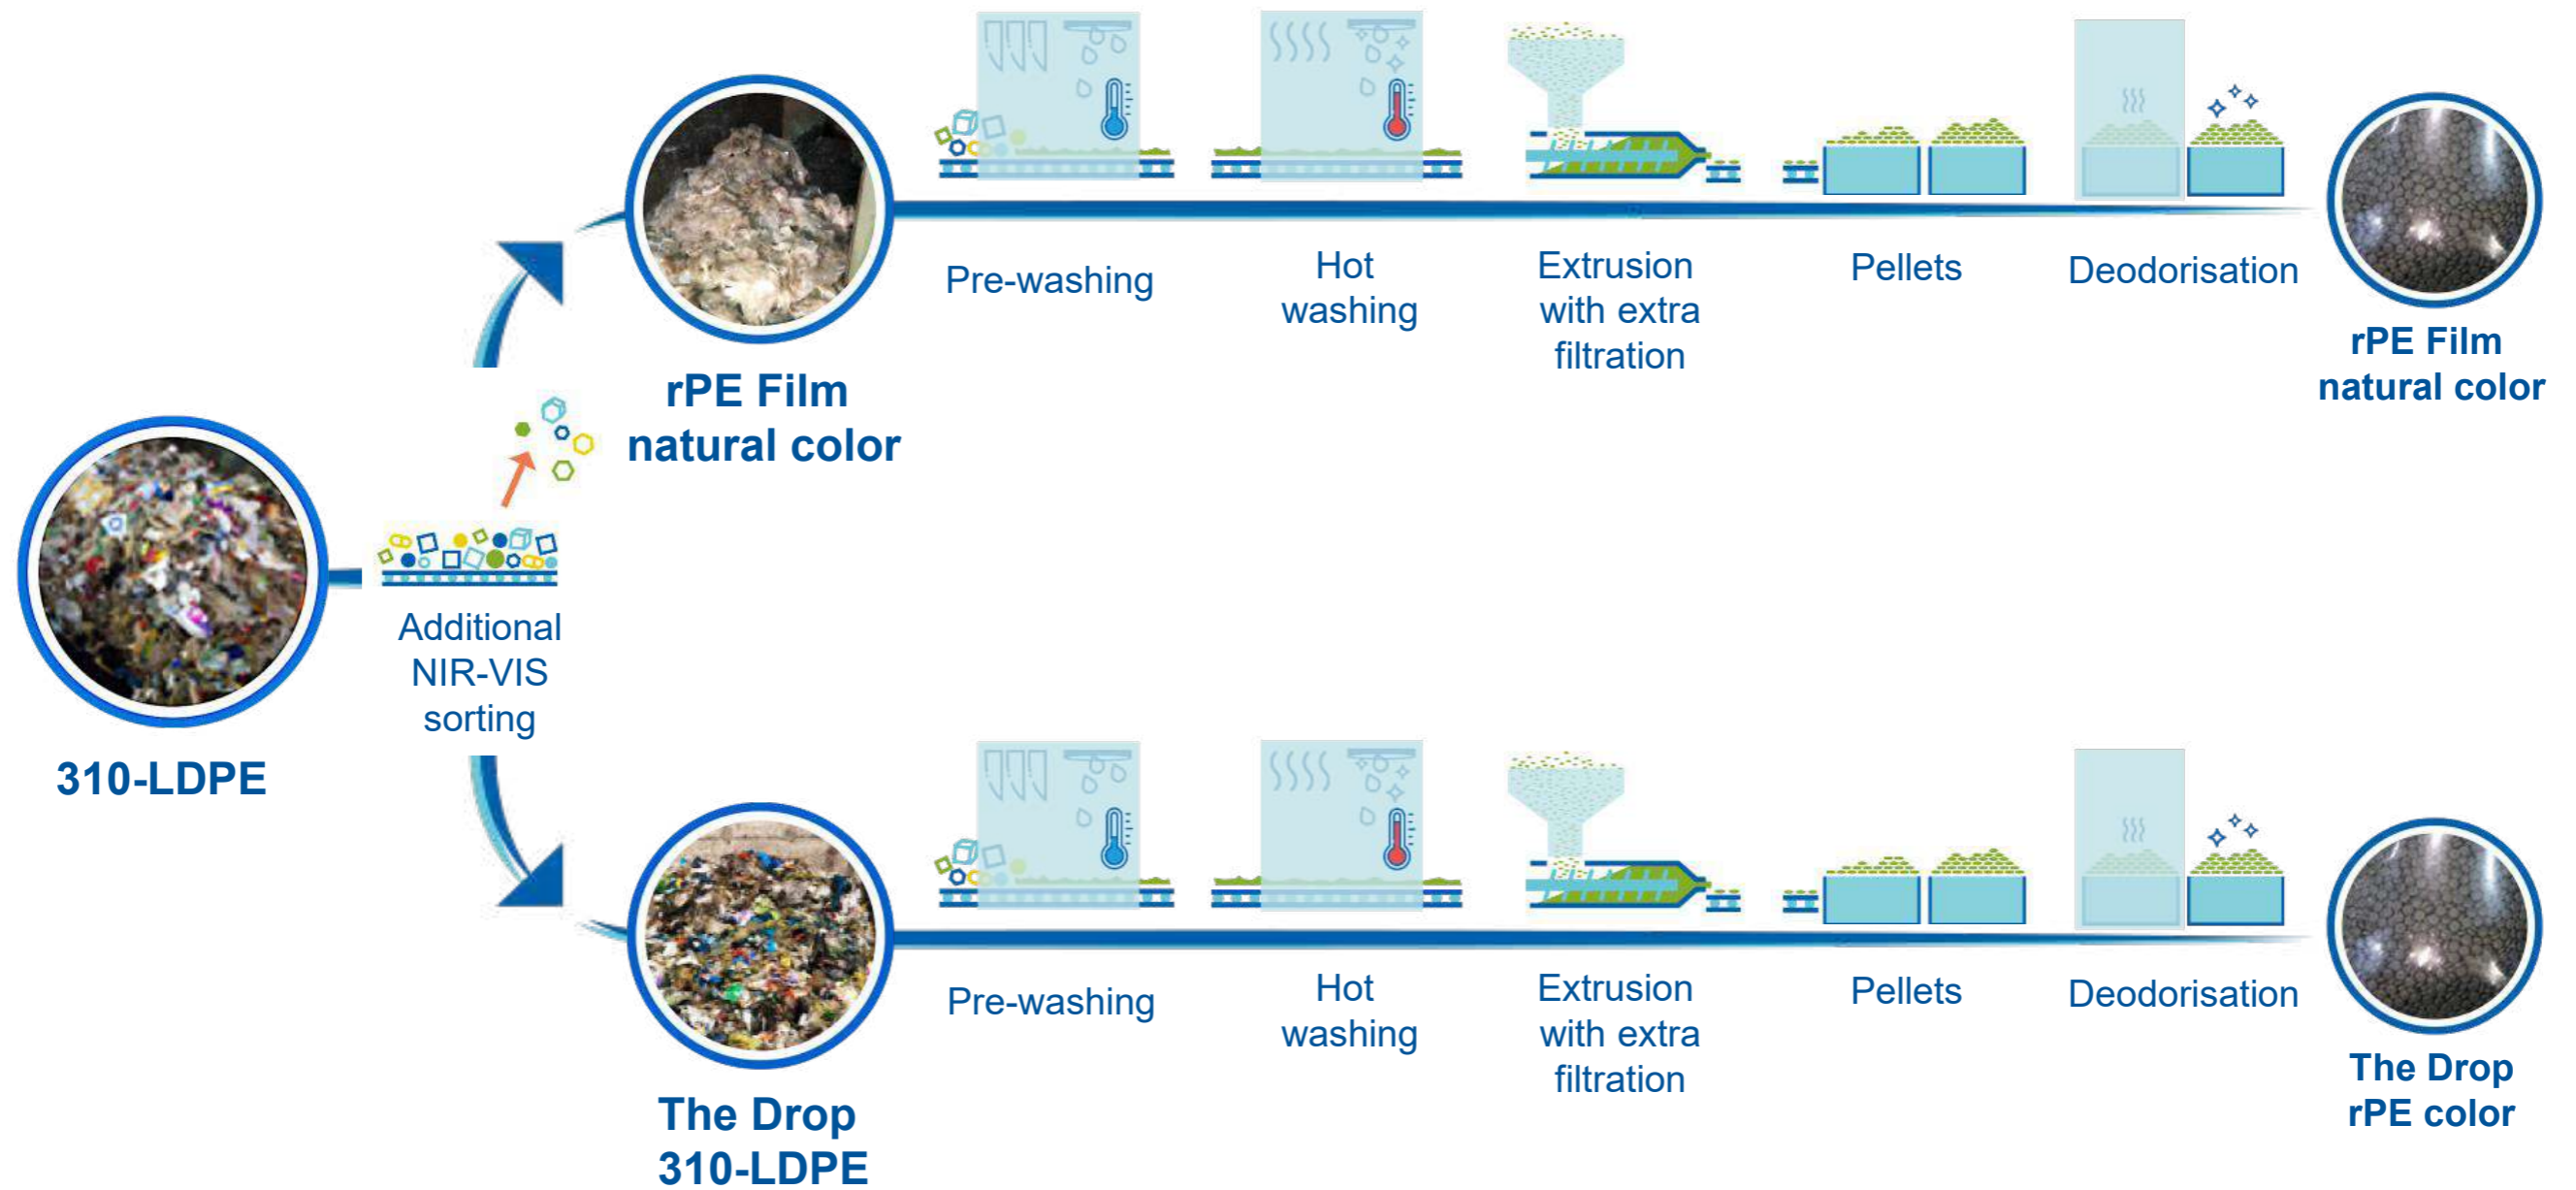 310-LDPE
Additional
NIR-VIS
sorting
rPE Film
natural color
Pre-washing
Hot
washing
Extrusion
with extra
filtration
Pellets
Deodorisation
rPE Film
natural color
The Drop
310-LDPE
Pre-washing
Hot
washing
Extrusion
with extra
filtration
Pellets
Deodorisation
The Drop
rPE color